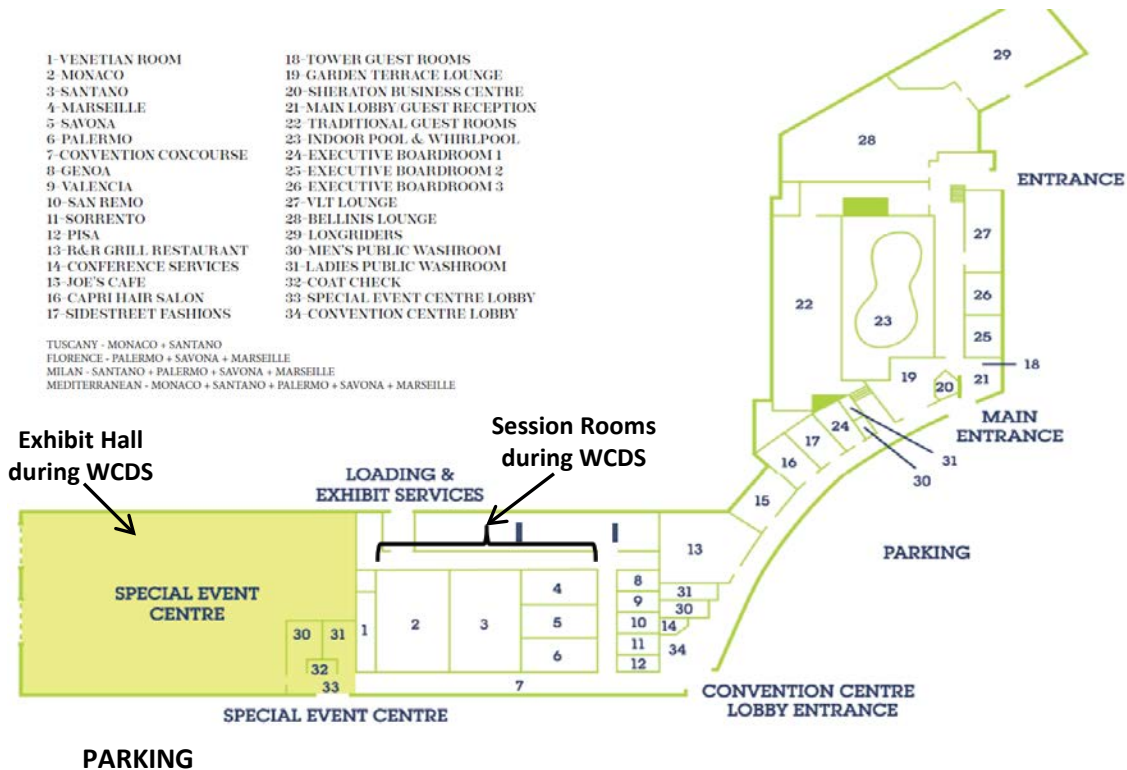 1-VENETIAN ROOM
2-MONACO
3-SANTANO
4-MARSEILLE
5-SAVONA
6-PALERMO
7-CONVENTION CONCOURSE
8-GENOA
9-VALENCIA
10-SAN REMO
11-SORRENTO
12-PISA
13-R&R GRILL RESTAURANT
14-CONFERENCE SERVICES
15-JOE'S CAFE
16-CAPRI HAIR SALON
17-SIDESTREET FASHIONS
18-TOWER GUEST ROOMS
19-GARDEN TERRACE LOUNGE
20-SHERATON BUSINESS CENTRE
21-MAIN LOBBY GUEST RECEPTION
22-TRADITIONAL GUEST ROOMS
23-INDOOR POOL & WHIRLPOOL
24-EXECUTIVE BOARDROOM 1
25-EXECUTIVE BOARDROOM 2
26-EXECUTIVE BOARDROOM 3
27-VLT LOUNGE
28-BELLINIS LOUNGE
29-LONGRIDERS
30-MEN'S PUBLIC WASHROOM
31-LADIES PUBLIC WASHROOM
32-COAT CHECK
33-SPECIAL EVENT CENTRE LOBBY
34-CONVENTION CENTRE LOBBY
TUSCANY - MONACO + SANTANO
FLORENCE - PALERMO + SAVONA + MARSEILLE
MILAN - SANTANO + PALERMO + SAVONA + MARSEILLE
MEDITERRANEAN - MONACO + SANTANO + PALERMO + SAVONA + MARSEILLE
29
28
ENTRANCE
27
26
22
23
25
18
19
20
21
MAIN
ENTRANCE
24
17
16
31
30
15
Exhibit Hall
during WCDS
Session Rooms
during WCDS
LOADING &
EXHIBIT SERVICES
13
PARKING
SPECIAL EVENT
CENTRE
30
31
32
33
1
2
3
4
5
6
7
8
9
10
11
12
31
30
14
34
CONVENTION CENTRE
LOBBY ENTRANCE
SPECIAL EVENT CENTRE
PARKING